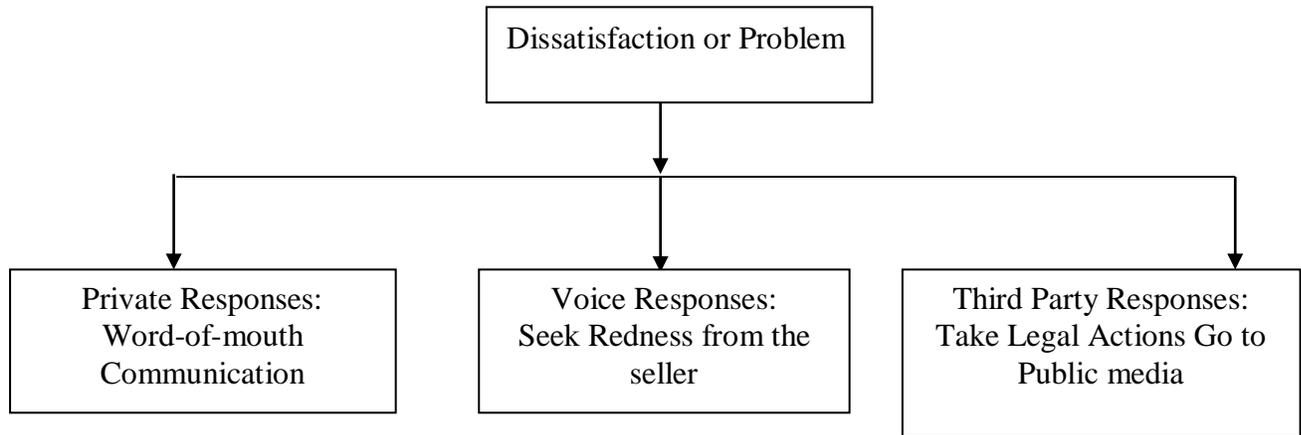 Dissatisfaction or Problem
Private Responses:
Word-of-mouth
Communication
Voice Responses:
Seek Redness from the
seller
Third Party Responses:
Take Legal Actions Go to
Public media